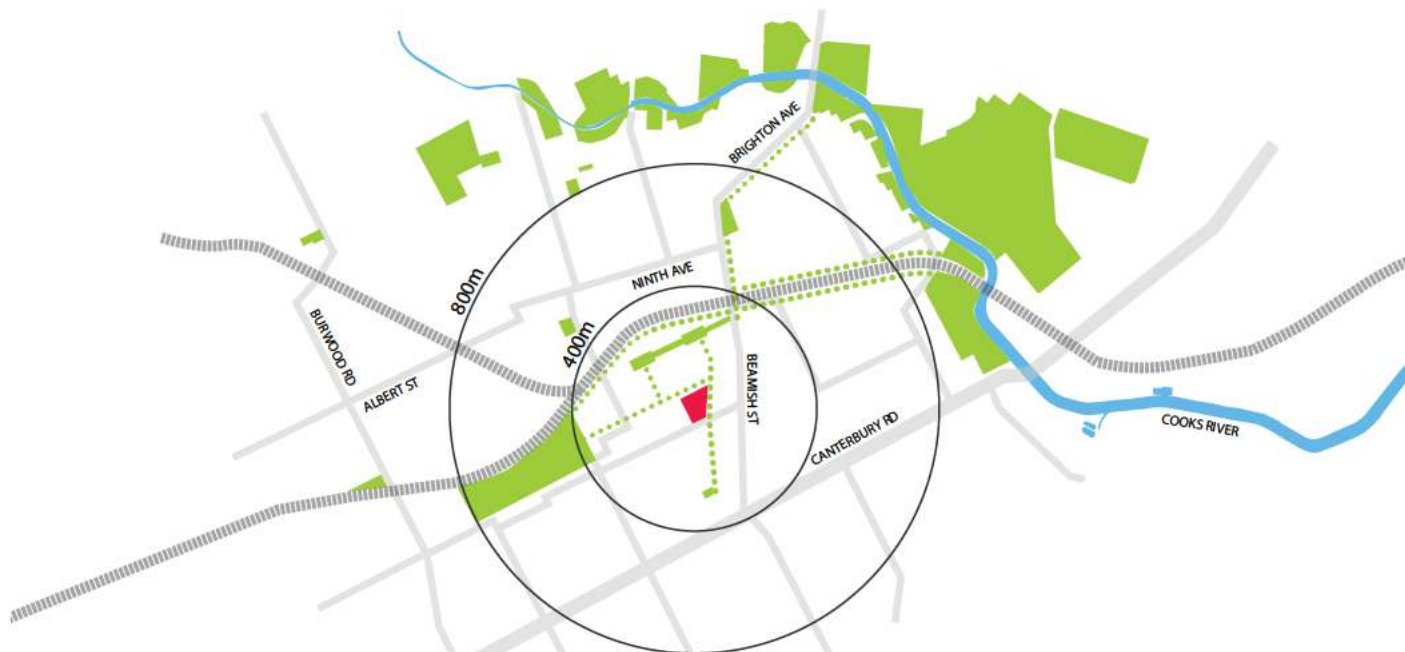 BRIGHTON AVE
NINTH AVE
800m
400m
BURWOOD RD
ALBERT ST
BEAMISH ST
CANTERBURY RD
COOKS RIVER